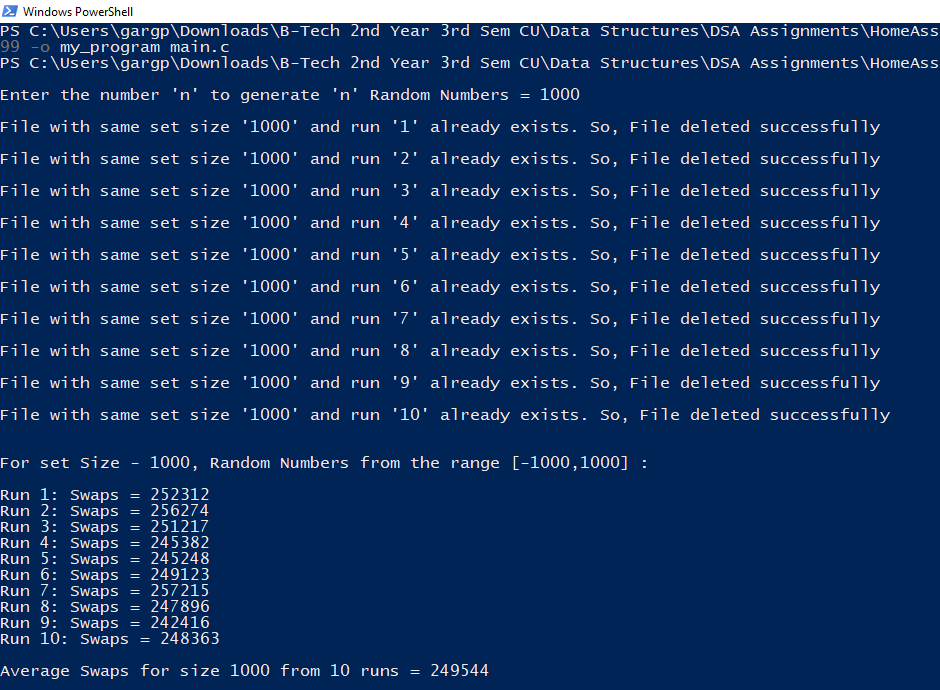 Windows PowerShell
PS C:\Users\gargp\Downloads\B-Tech 2nd Year 3rd Sem CU\Data Structures\DSA Assignments\HomeAss
99 -o my_program main.c
PS C:\Users\gargp\Downloads\B-Tech 2nd Year 3rd Sem CU\Data Structures\DSA Assignments\HomeAss
Enter the number 'n' to generate 'n' Random Numbers = 1000
File with same set size '1000' and run '1' already exists. So, File deleted successfully
File with same set size '1000' and run '2' already exists. So, File deleted successfully
File with same set size '1000' and run '3' already exists. So, File deleted successfully
File with same set size '1000' and run '4' already exists. So, File deleted successfully
File with same set size '1000' and run '5' already exists. So, File deleted successfully
File with same set size '1000' and run '6' already exists. So, File deleted successfully
File with same set size '1000' and run '7' already exists. So, File deleted successfully
File with same set size '1000' and run '8' already exists. So, File deleted successfully
File with same set size '1000' and run '9' already exists. So, File deleted successfully
File with same set size '1000' and run '10' already exists. So, File deleted successfully
For set Size - 1000, Random Numbers from the range [-1000,1000] :
Run 1: Swaps = 252312
Run 2: Swaps = 256274
Run 3: Swaps = 251217
Run 4: Swaps = 245382
Run 5: Swaps = 245248
Run 6: Swaps = 249123
Run 7: Swaps = 257215
Run 8: Swaps = 247896
Run 9: Swaps = 242416
Run 10: Swaps = 248363
Average Swaps for size 1000 from 10 runs = 249544